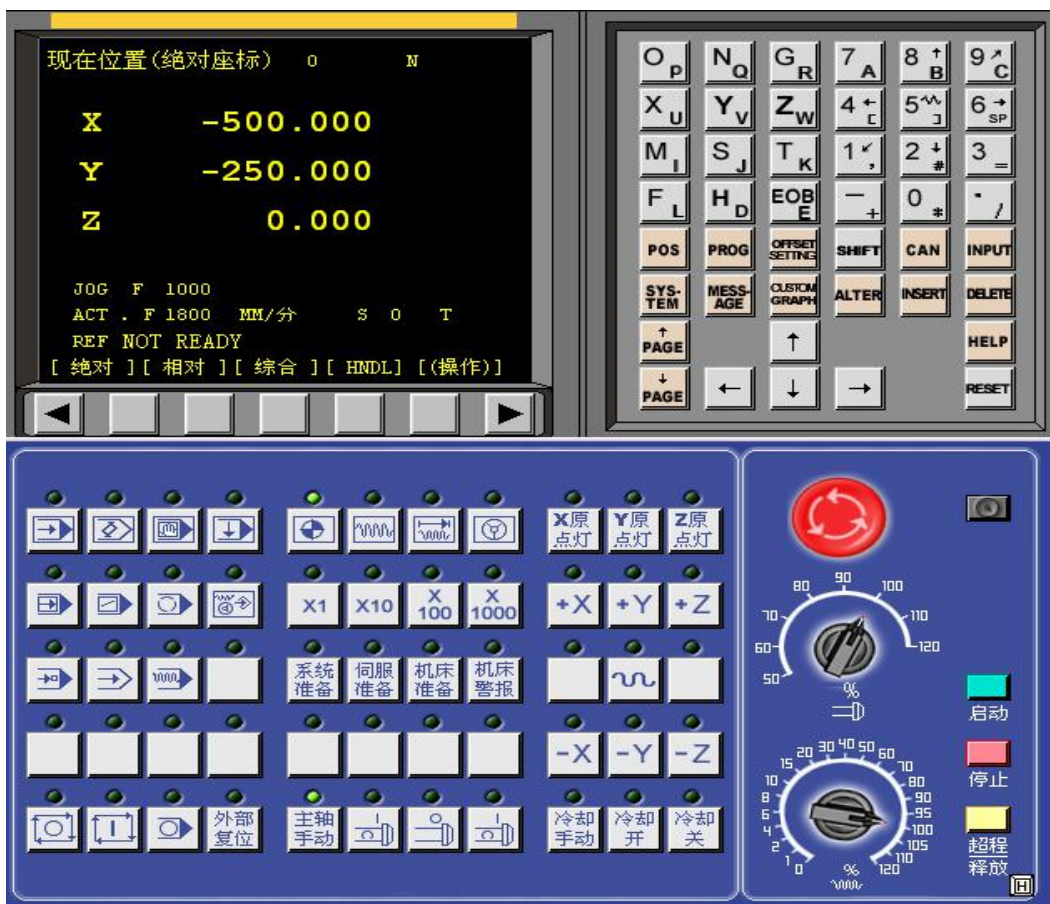 现在位置(绝对座标) O N
X -500.000
Y -250.000
Z 0.000
JOG F 1000
ACT . F 1800 MM/分 S 0 T
REF NOT READY
[ 绝对 ][ 相对 ][ 综合 ][ HNDL] [(操作)]
O P N Q G R 7 A 8 ↑ B 9 ↗ C
X U Y V Z W 4 ← [ 5 ] 6 → SP
M I S J T K 1 ↙ , 2 ↓ # 3 =
F L H D EOB E − + 0 * · /
POS PROG OFFSET SETTING SHIFT CAN INPUT
SYS-TEM MESS-AGE CUSTOM GRAPH ALTER INSERT DELETE
↑ PAGE ↑ HELP
↓ PAGE ← ↓ → RESET
X原点灯 Y原点灯 Z原点灯
X1 X10 X100 X1000 +X +Y +Z
系统准备 伺服准备 机床准备 机床警报
-X -Y -Z
外部复位 主轴手动 冷却手动 冷却开 冷却关
50 60 70 80 90 100 110 120
%
启动
0 1 2 4 6 8 10 15 20 30 40 50 60 70 80 90 95 100 105 110 120
%
停止
超程
释放
H